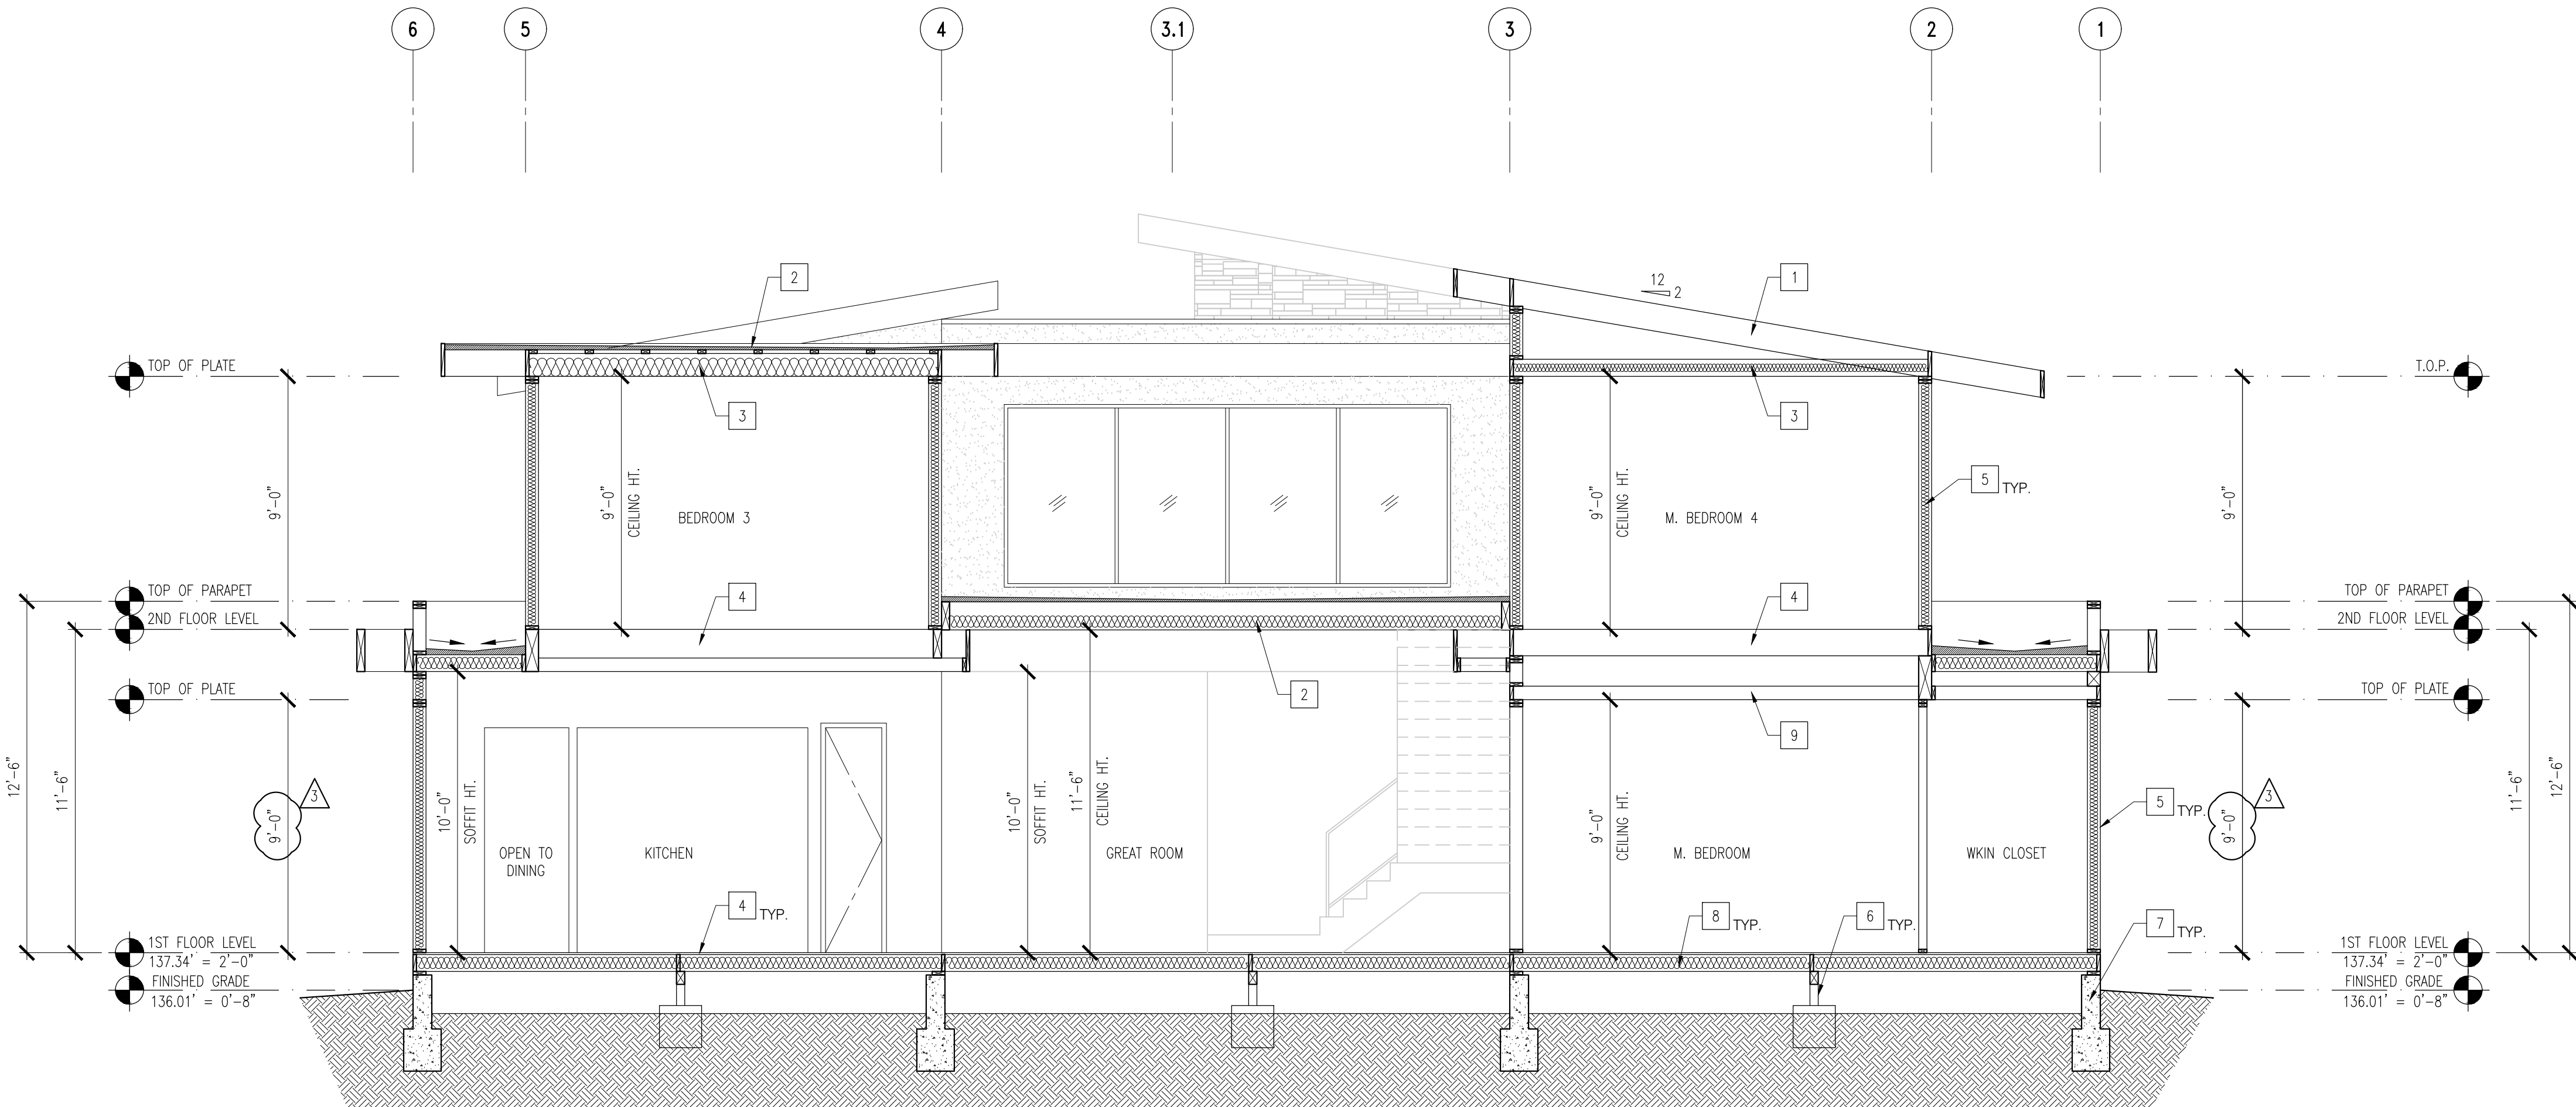 6
5
4
3.1
3
2
1
2
1
12
2
TOP OF PLATE
T.O.P.
3
3
9'-0"
9'-0"
CEILING HT.
BEDROOM 3
9'-0"
CEILING HT.
M. BEDROOM 4
5 TYP.
9'-0"
TOP OF PARAPET
2ND FLOOR LEVEL
4
4
TOP OF PARAPET
2ND FLOOR LEVEL
TOP OF PLATE
2
9
TOP OF PLATE
12'-6"
11'-6"
9'-0"
3
10'-0"
SOFFIT HT.
OPEN TO
DINING
KITCHEN
10'-0"
SOFFIT HT.
11'-6"
CEILING HT.
GREAT ROOM
9'-0"
CEILING HT.
M. BEDROOM
WKIN CLOSET
5 TYP.
9'-0"
3
11'-6"
12'-6"
4 TYP.
8 TYP.
6 TYP.
7 TYP.
1ST FLOOR LEVEL
137.34' = 2'-0"
FINISHED GRADE
136.01' = 0'-8"
1ST FLOOR LEVEL
137.34' = 2'-0"
FINISHED GRADE
136.01' = 0'-8"